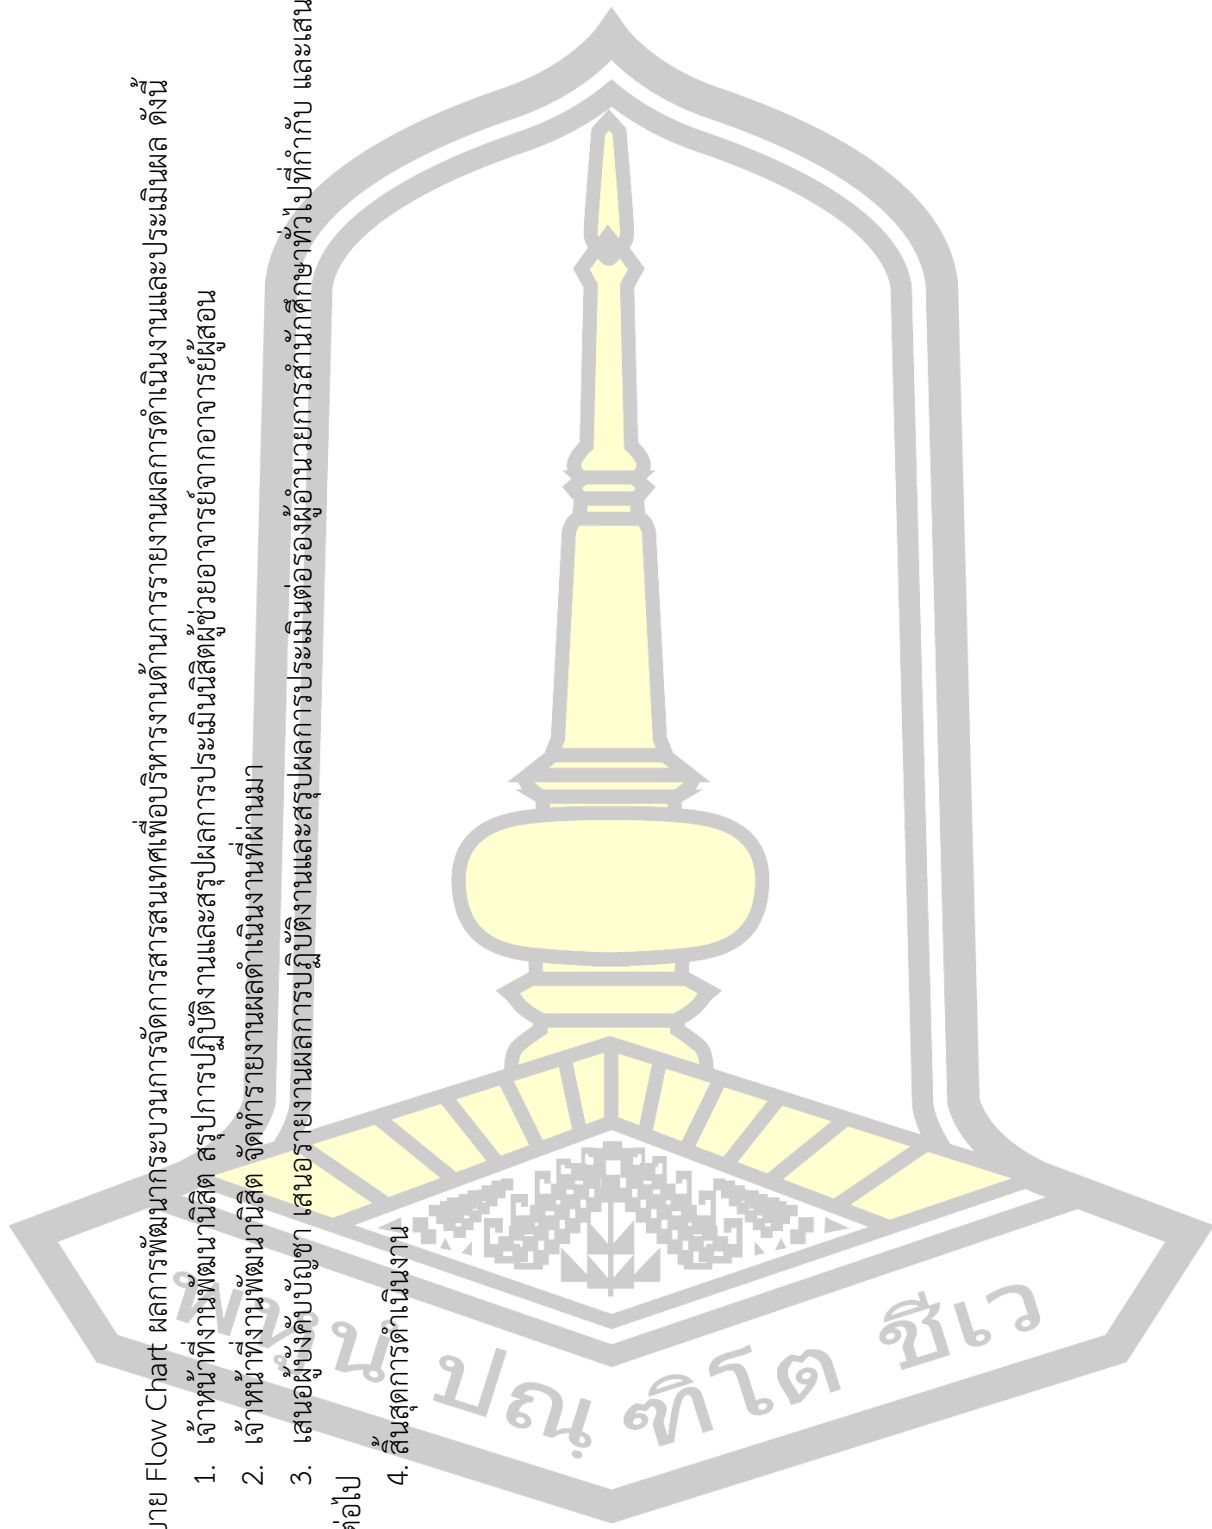 Flow Chart ผลการพัฒนากระบวนการจัดการสารสนเทศเพื่อบริหารงานด้านการรายงานผลการดำเนินงานและประเมินผล ดังนี้
1. เจ้าหน้าที่งานพัฒนานิสิต สรุปการปฏิบัติงานและสรุปผลการประเมินนิสิตผู้ช่วยอาจารย์จากอาจารย์ผู้สอน
2. เจ้าหน้าที่งานพัฒนานิสิต จัดทำรายงานผลดำเนินงานที่ผ่านมา
3. เสนอผู้บังคับบัญชา เสนอรายงานผลการปฏิบัติงานและสรุปผลการประเมินต่อรองผู้อำนวยการสำนักศึกษาทั่วไปที่กำกับ และเสน
ต่อไป
4. สิ้นสุดการดำเนินงาน
พหูนํ ปณฺฑิโต ชีเว